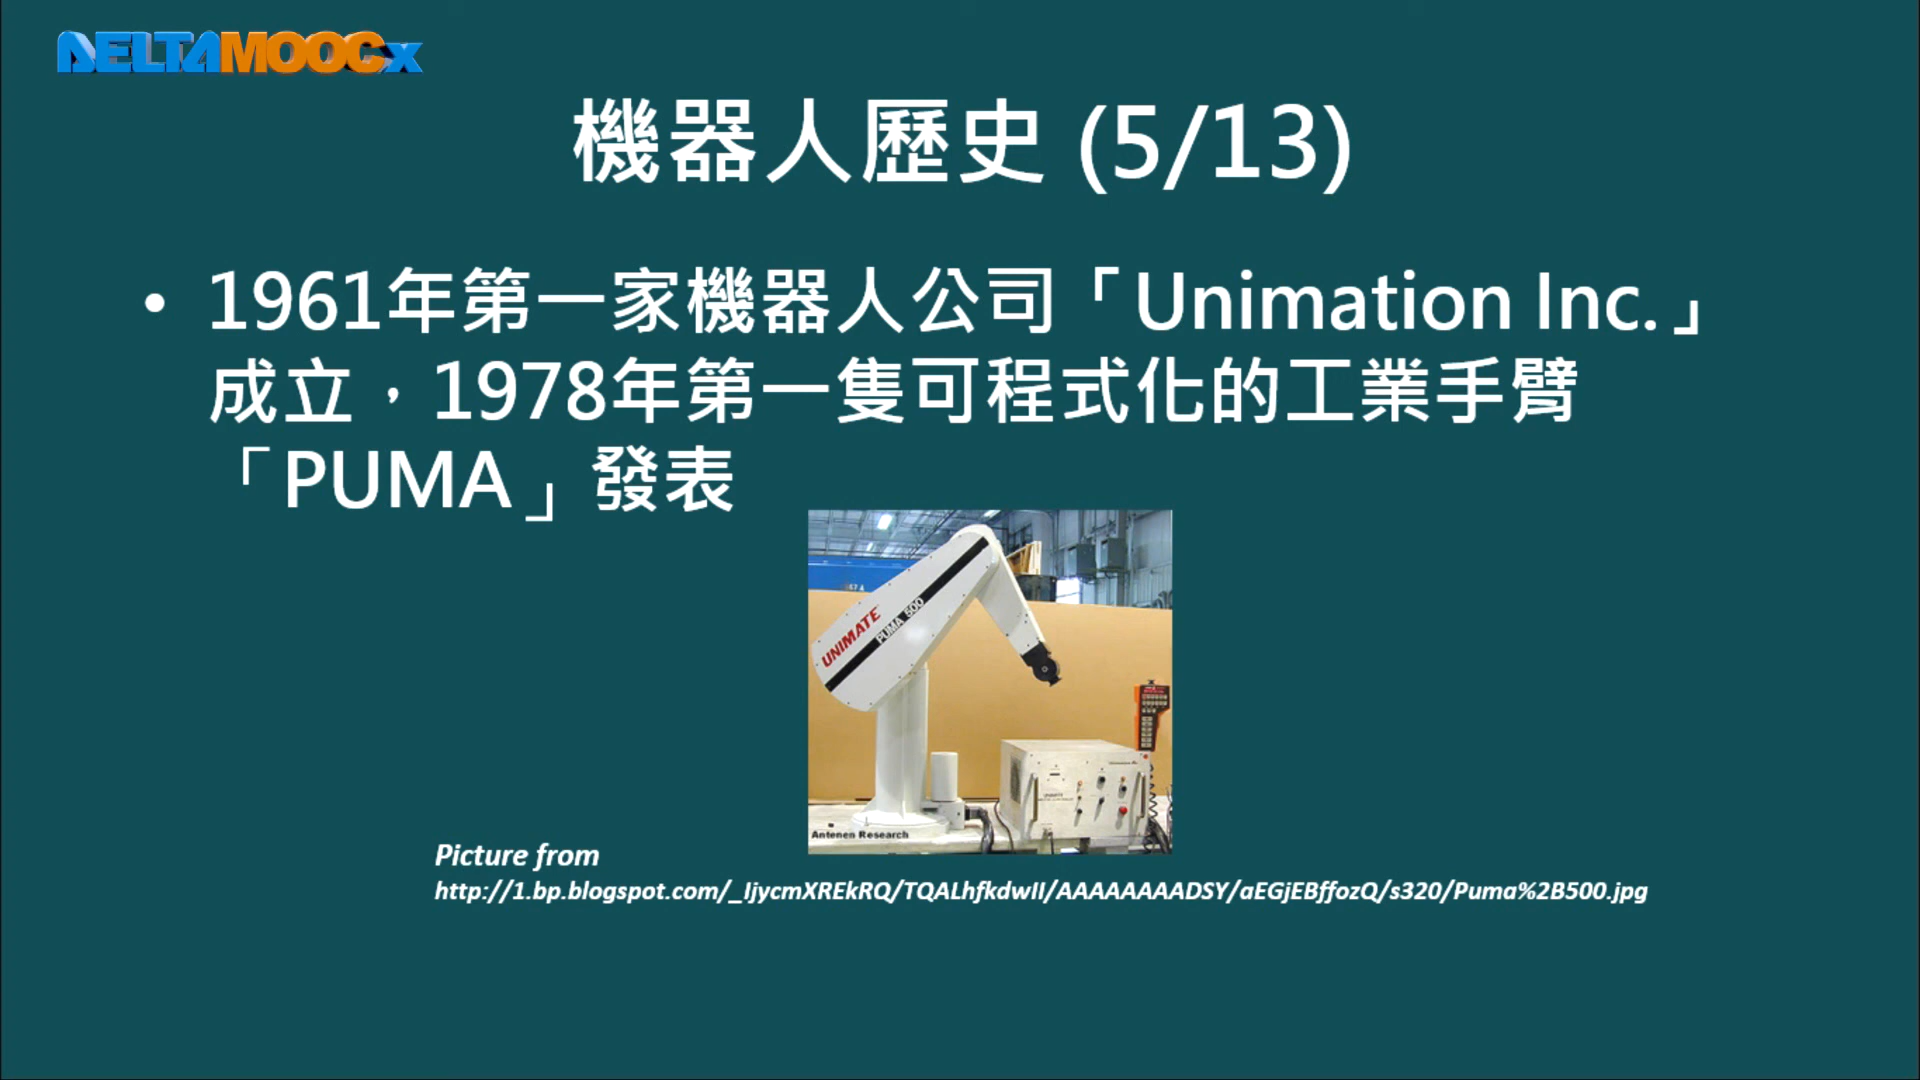 DELTAMOOCx
機器人歷史 (5/13)
• 1961年第一家機器人公司「Unimation Inc.」
成立，1978年第一隻可程式化的工業手臂
「PUMA」發表
UNIMATE
PUMA 500
Antenen Research
Picture from
http://1.bp.blogspot.com/_IjycmXREkRQ/TQALhfkdwII/AAAAAAAADSY/aEGjEBffozQ/s320/Puma%2B500.jpg